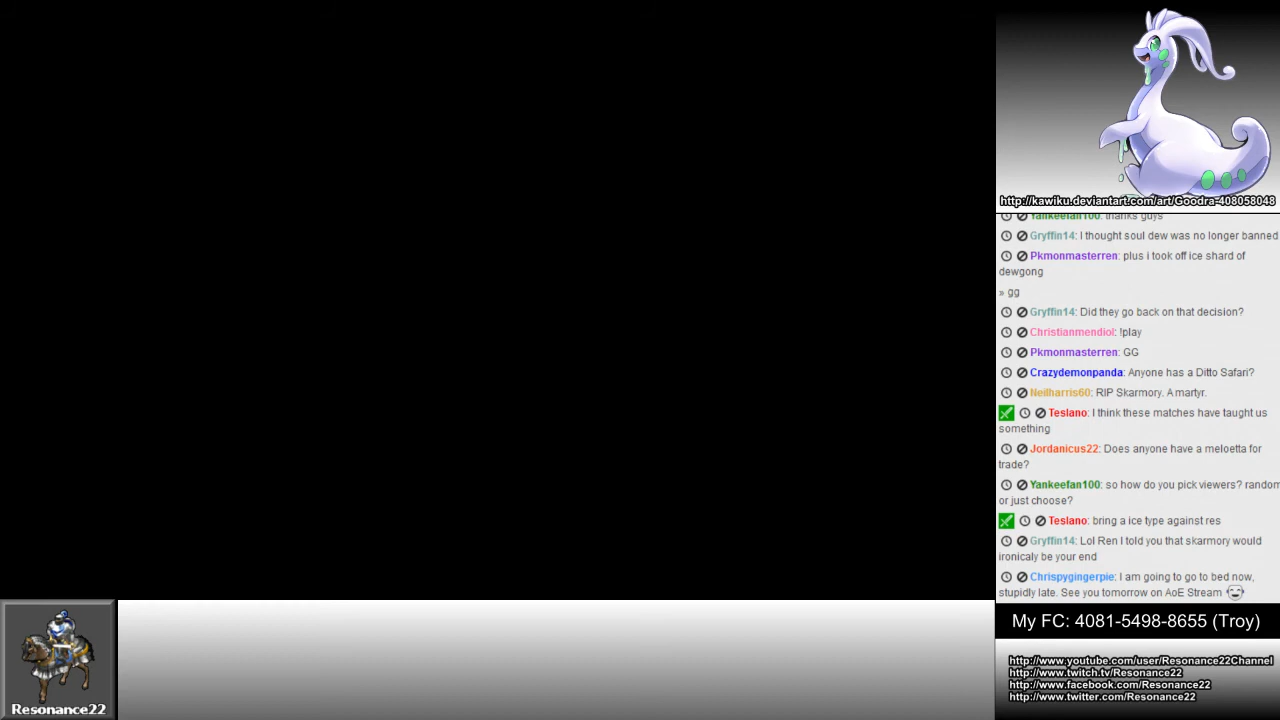 http://kawiku.deviantart.com/art/Goodra-408058048
Yankeefan100: thanks guys
Gryffin14: I thought soul dew was no longer banned
Pkmonmasterren: plus i took off ice shard of
dewgong
» gg
Gryffin14: Did they go back on that decision?
Christianmendiol: !play
Pkmonmasterren: GG
Crazydemonpanda: Anyone has a Ditto Safari?
Neilharris60: RIP Skarmory. A martyr.
Teslano: I think these matches have taught us
something
Jordanicus22: Does anyone have a meloetta for
trade?
Yankeefan100: so how do you pick viewers? random
or just choose?
Teslano: bring a ice type against res
Gryffin14: Lol Ren I told you that skarmory would
ironicaly be your end
Chrispygingerpie: I am going to go to bed now,
stupidly late. See you tomorrow on AoE Stream
My FC: 4081-5498-8655 (Troy)
http://www.youtube.com/user/Resonance22Channel
http://www.twitch.tv/Resonance22
http://www.facebook.com/Resonance22
http://www.twitter.com/Resonance22
Resonance22